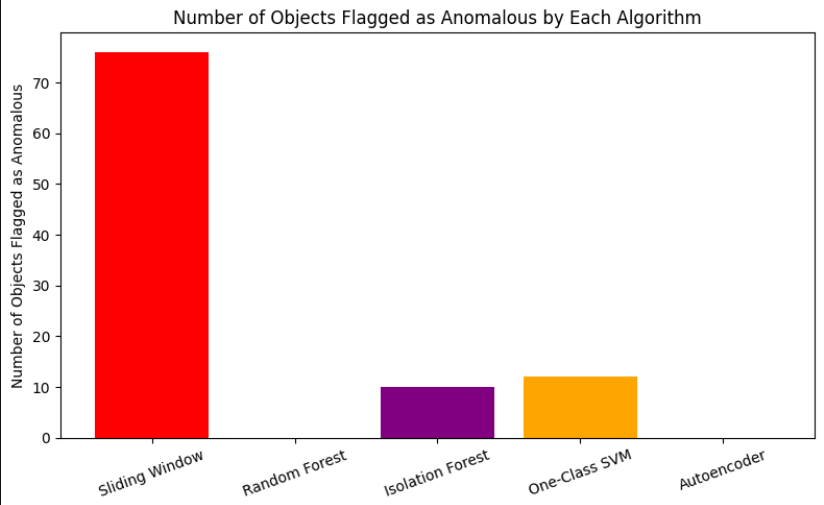 Number of Objects Flagged as Anomalous by Each Algorithm
Number of Objects Flagged as Anomalous
70
60
50
40
30
20
10
0
Sliding Window
Random Forest
Isolation Forest
One-Class SVM
Autoencoder